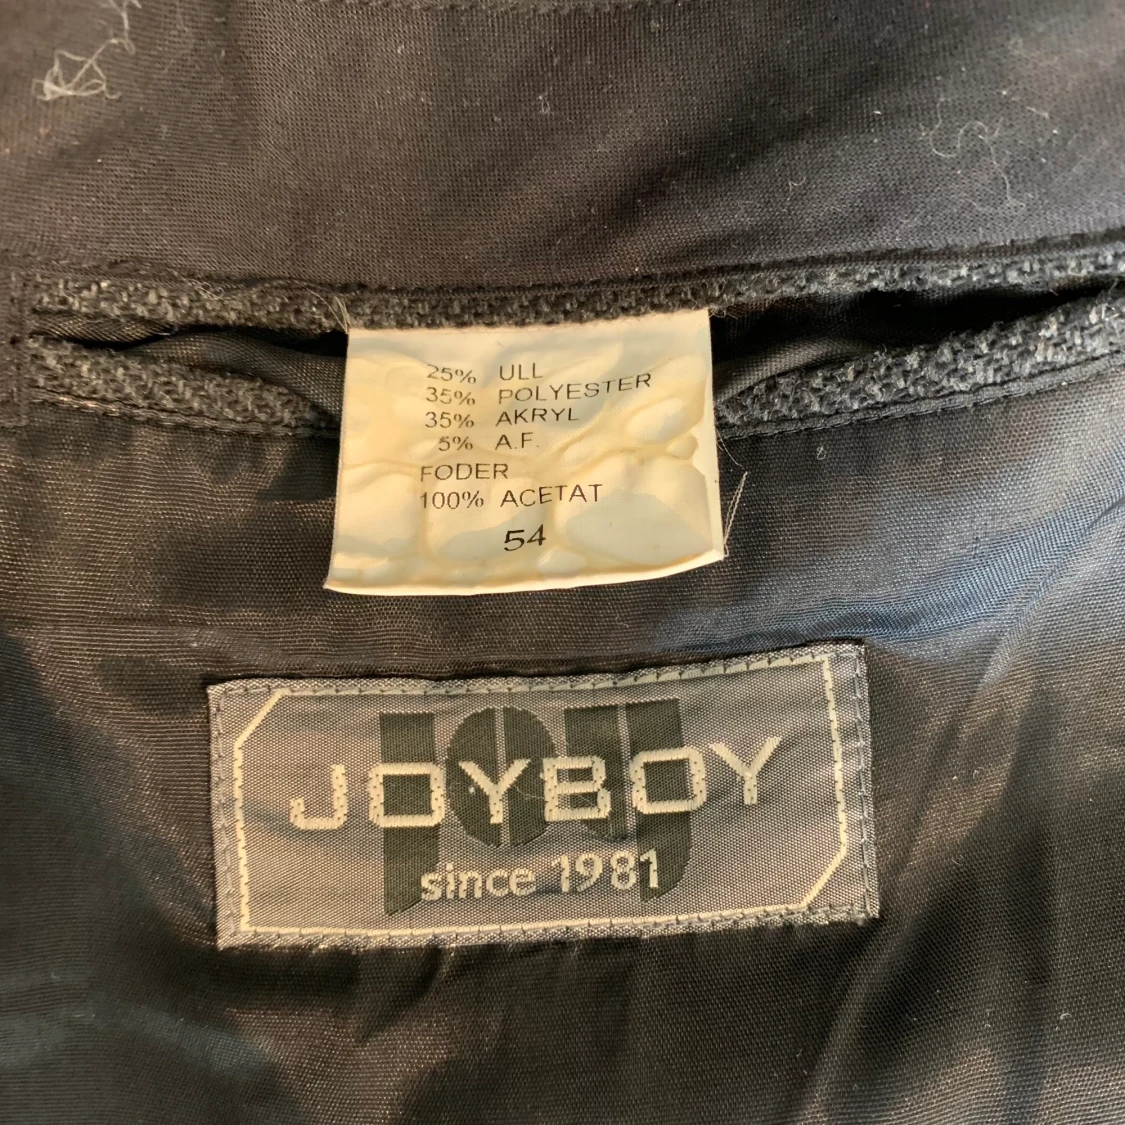 25% ULL
35% POLYESTER
35% AKRYL
5% A.F.
FODER
100% ACETAT
54
JOYBOY
since 1981